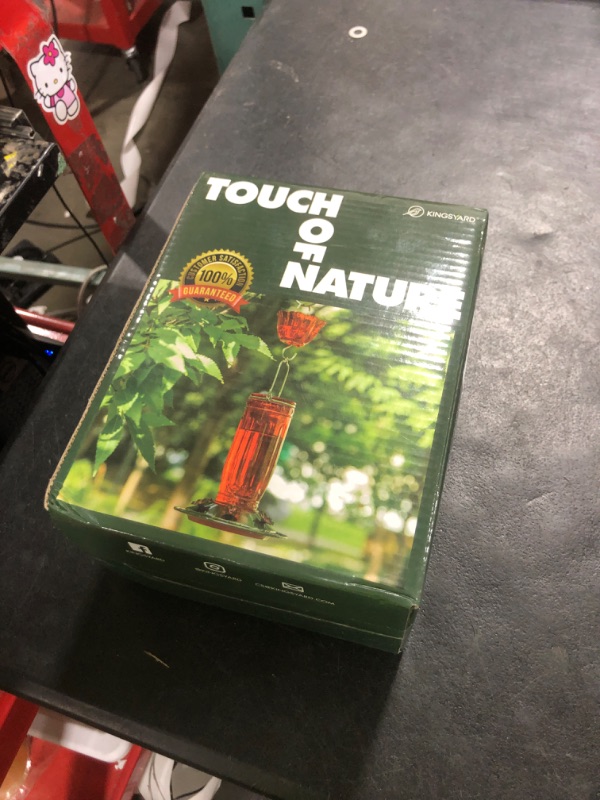 TOUCH
OF
NATURE
KINGSYARD
CUSTOMER SATISFACTION
100%
GUARANTEED